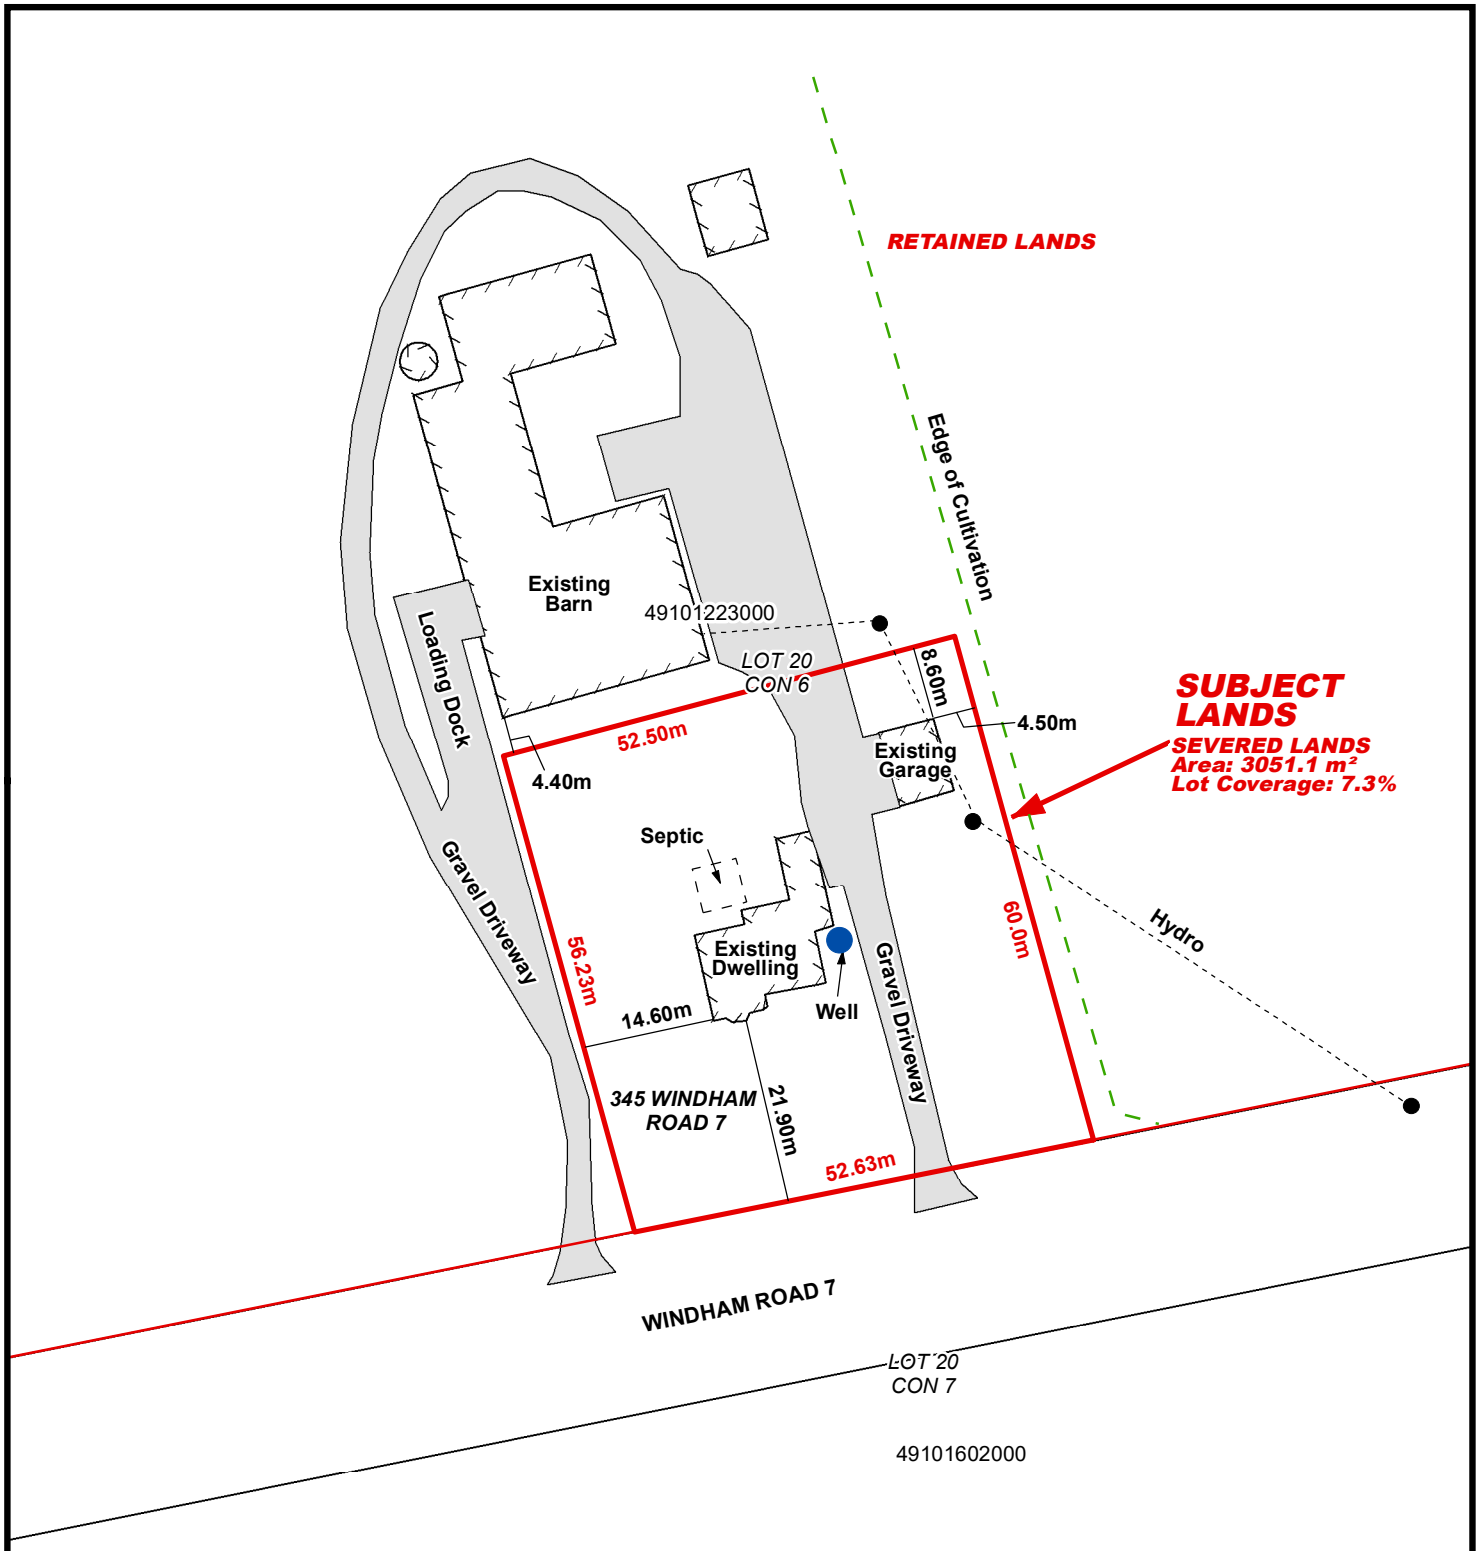 RETAINED LANDS
Edge of Cultivation
Existing
Barn
49101223000
LOT 20
CON 6
8.60m
Loading Dock
SUBJECT
LANDS
SEVERED LANDS
Area: 3051.1 m²
Lot Coverage: 7.3%
4.50m
52.50m
Existing
Garage
4.40m
Septic
Gravel Driveway
60.0m
Hydro
56.23m
Existing
Dwelling
Gravel Driveway
14.60m
Well
345 WINDHAM
ROAD 7
21.90m
52.63m
WINDHAM ROAD 7
LOT 20
CON 7
49101602000